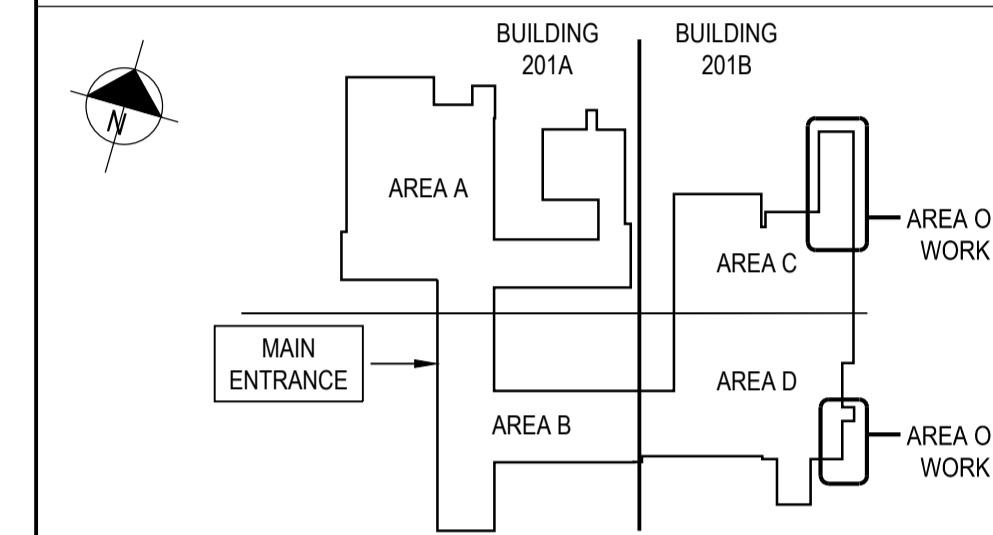 BUILDING
201A
BUILDING
201B
N
AREA A
AREA O
WORK
AREA C
MAIN
ENTRANCE
AREA D
AREA B
AREA O
WORK